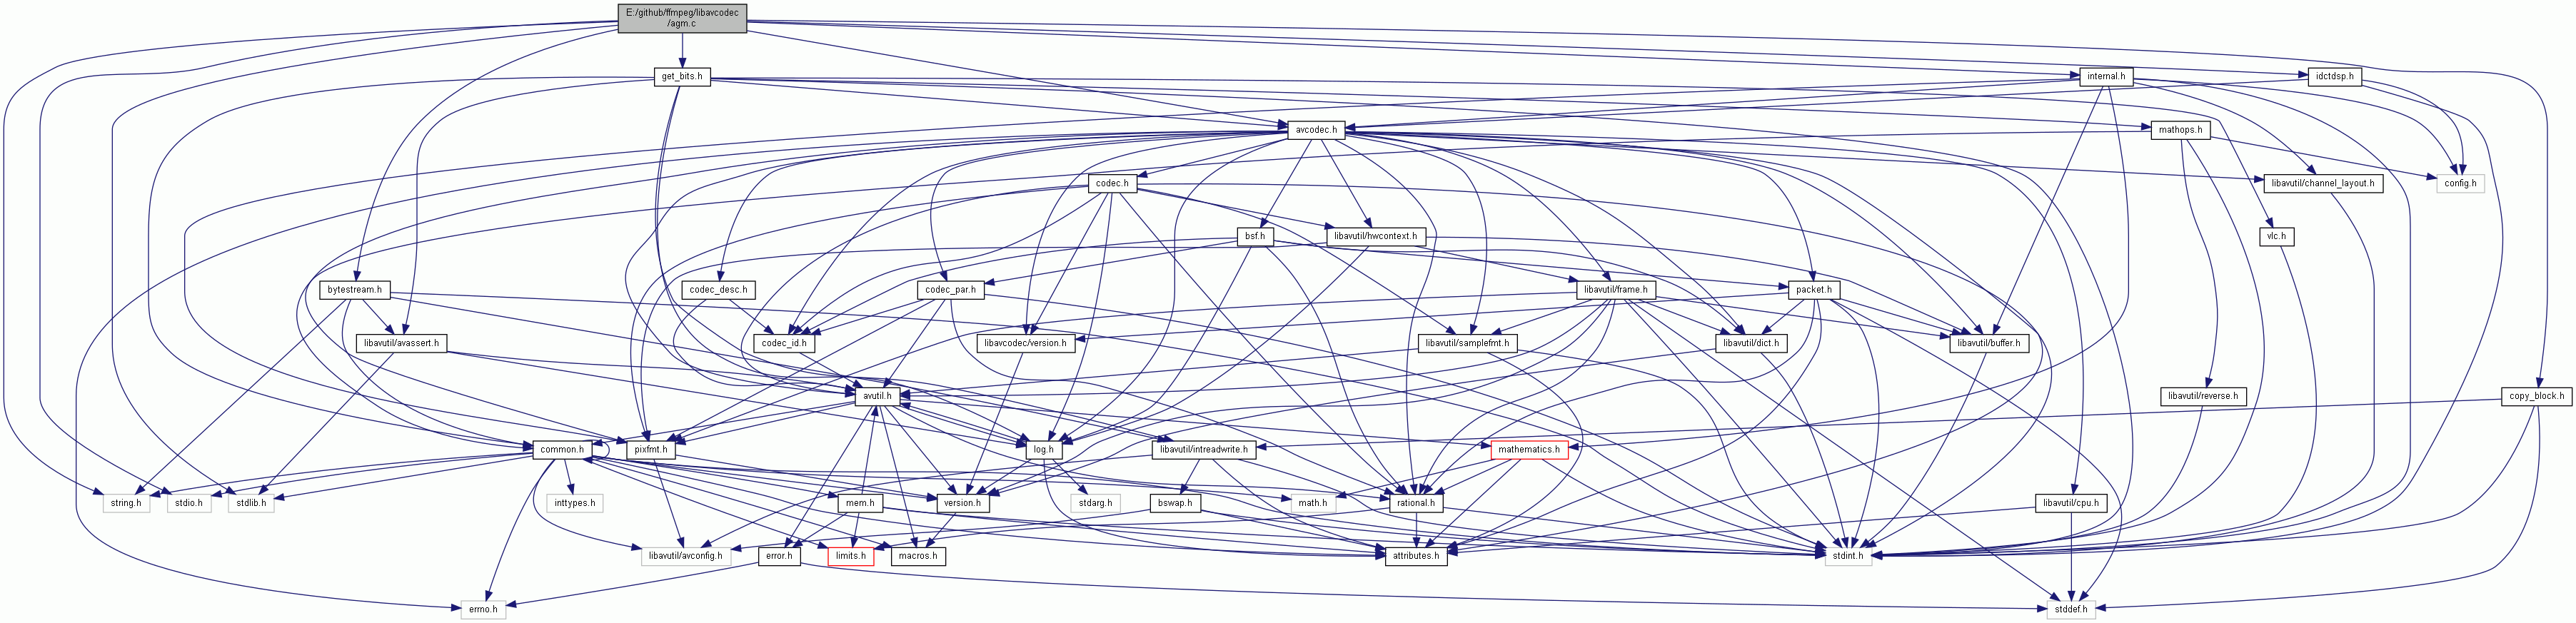 E:/github/ffmpeg/libavcodec
/agm.c
get_bits.h
internal.h
idctdsp.h
avcodec.h
mathops.h
codec.h
libavutil/channel_layout.h
config.h
bsf.h
libavutil/hwcontext.h
vlc.h
bytestream.h
codec_desc.h
codec_par.h
libavutil/frame.h
packet.h
libavutil/avassert.h
codec_id.h
libavcodec/version.h
libavutil/samplefmt.h
libavutil/dict.h
libavutil/buffer.h
avutil.h
libavutil/reverse.h
copy_block.h
common.h
pixfmt.h
log.h
libavutil/intreadwrite.h
mathematics.h
string.h
stdio.h
stdlib.h
inttypes.h
mem.h
version.h
stdarg.h
bswap.h
math.h
rational.h
libavutil/cpu.h
libavutil/avconfig.h
error.h
limits.h
macros.h
attributes.h
stdint.h
errno.h
stddef.h